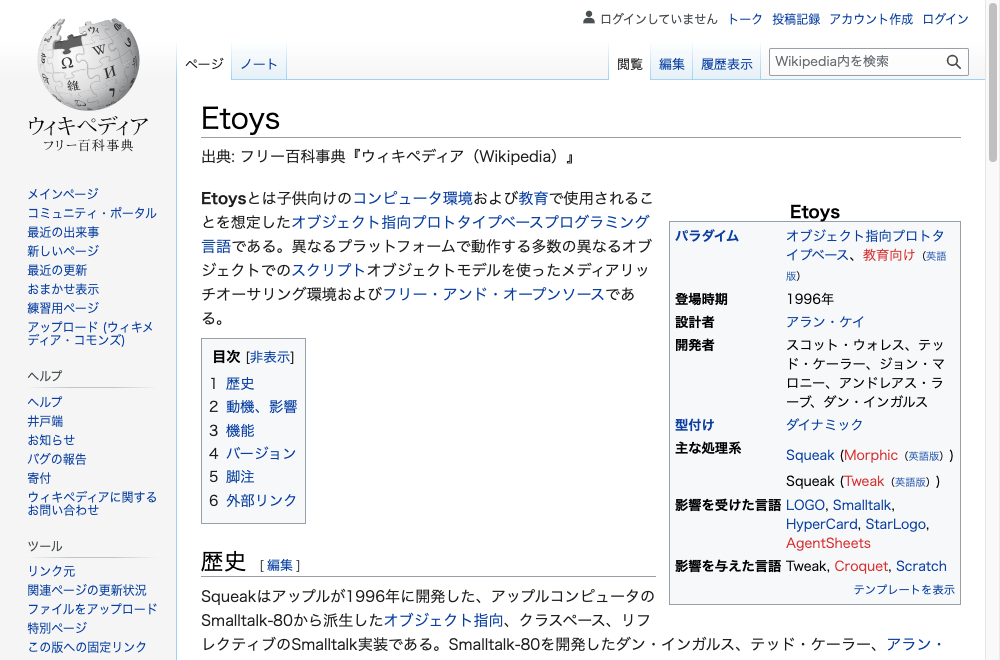 ログインしていません トーク 投稿記録 アカウント作成 ログイン
ページ ノート 閲覧 編集 履歴表示 Wikipedia内を検索
Ω W И 維
ウィキペディア
フリー百科事典
メインページ
コミュニティ・ポータル
最近の出来事
新しいページ
最近の更新
おまかせ表示
練習用ページ
アップロード (ウィキメ
ディア・コモンズ)
ヘルプ
ヘルプ
井戸端
お知らせ
バグの報告
寄付
ウィキペディアに関する
お問い合わせ
ツール
リンク元
関連ページの更新状況
ファイルをアップロード
特別ページ
この版への固定リンク
Etoys
出典: フリー百科事典『ウィキペディア（Wikipedia）』
Etoysとは子供向けのコンピュータ環境および教育で使用されるこ
とを想定したオブジェクト指向プロトタイプベースプログラミング
言語である。異なるプラットフォームで動作する多数の異なるオブ
ジェクトでのスクリプトオブジェクトモデルを使ったメディアリッ
チオーサリング環境およびフリー・アンド・オープンソースであ
る。
Etoys
パラダイム オブジェクト指向プロトタ
イプベース、教育向け（英語
版）
登場時期 1996年
設計者 アラン・ケイ
開発者 スコット・ウォレス、テッ
ド・ケーラー、ジョン・マ
ロニー、アンドレアス・ラ
ーブ、ダン・インガルス
型付け ダイナミック
主な処理系 Squeak (Morphic（英語版）)
Squeak (Tweak（英語版）)
影響を受けた言語 LOGO, Smalltalk,
HyperCard, StarLogo,
AgentSheets
影響を与えた言語 Tweak, Croquet, Scratch
テンプレートを表示
目次 [非表示]
1 歴史
2 動機、影響
3 機能
4 バージョン
5 脚注
6 外部リンク
歴史 [ 編集 ]
Squeakはアップルが1996年に開発した、アップルコンピュータの
Smalltalk-80から派生したオブジェクト指向、クラスベース、リフ
レクティブのSmalltalk実装である。Smalltalk-80を開発したダン・インガルス、テッド・ケーラー、アラン・